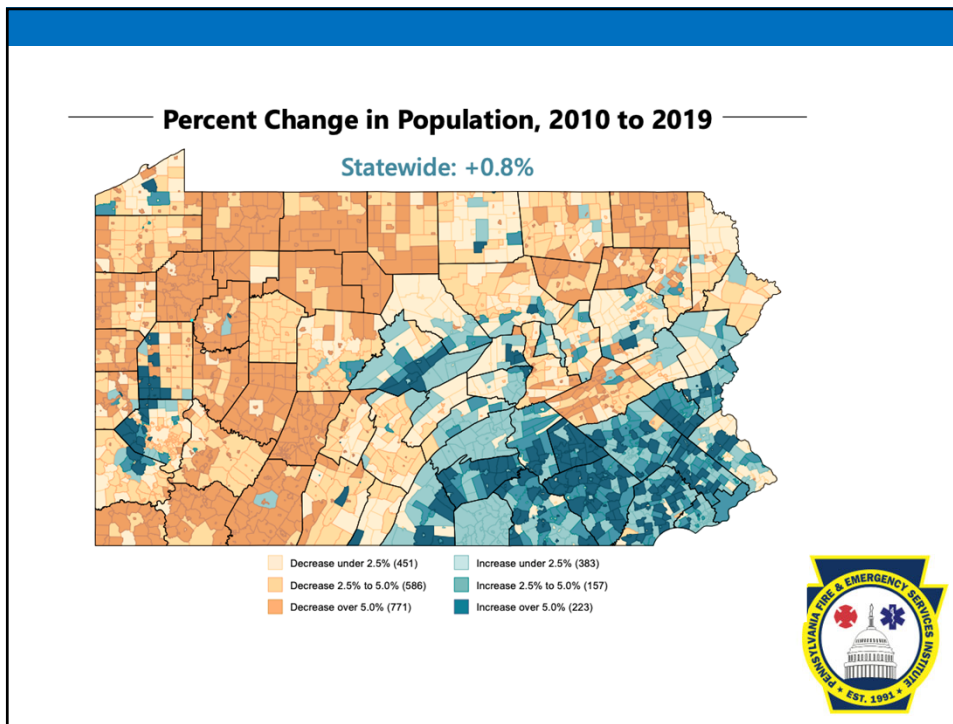 Percent Change in Population, 2010 to 2019
Statewide: +0.8%
Decrease under 2.5% (451)
Decrease 2.5% to 5.0% (586)
Decrease over 5.0% (771)
Increase under 2.5% (383)
Increase 2.5% to 5.0% (157)
Increase over 5.0% (223)
PENNSYLVANIA FIRE & EMERGENCY SERVICES INSTITUTE
★ EST. 1991 ★